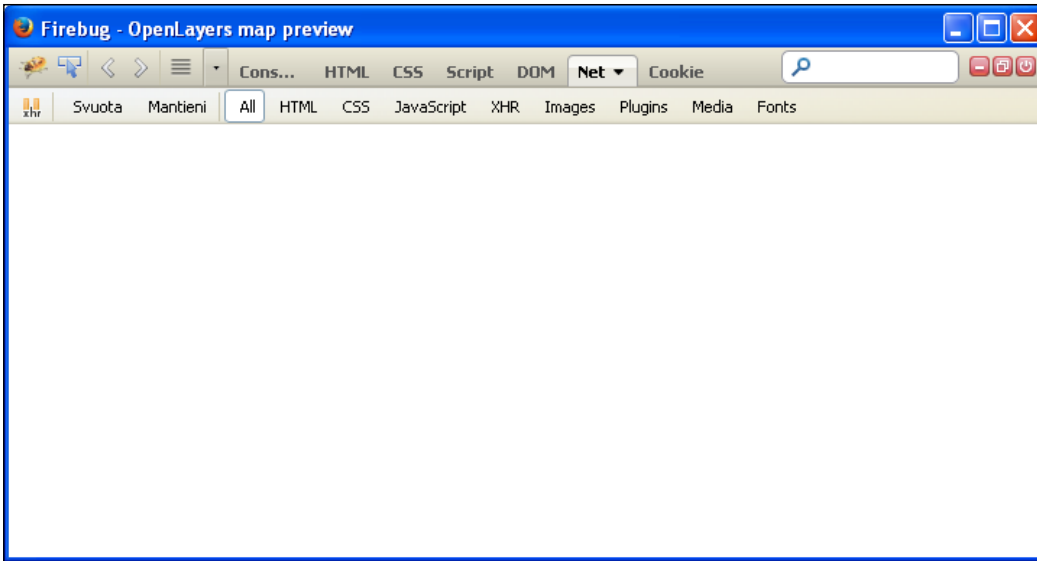 Firebug - OpenLayers map preview
Cons... HTML CSS Script DOM Net Cookie
xhr Svuota Mantieni All HTML CSS JavaScript XHR Images Plugins Media Fonts